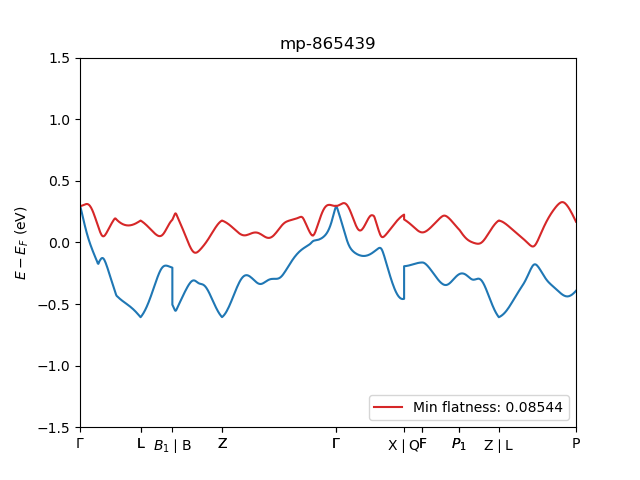 mp-865439
E − E_F (eV)
1.5
1.0
0.5
0.0
−0.5
−1.0
−1.5
Min flatness: 0.08544
Γ L B₁ | B Z Γ X | Q F P₁ Z | L P